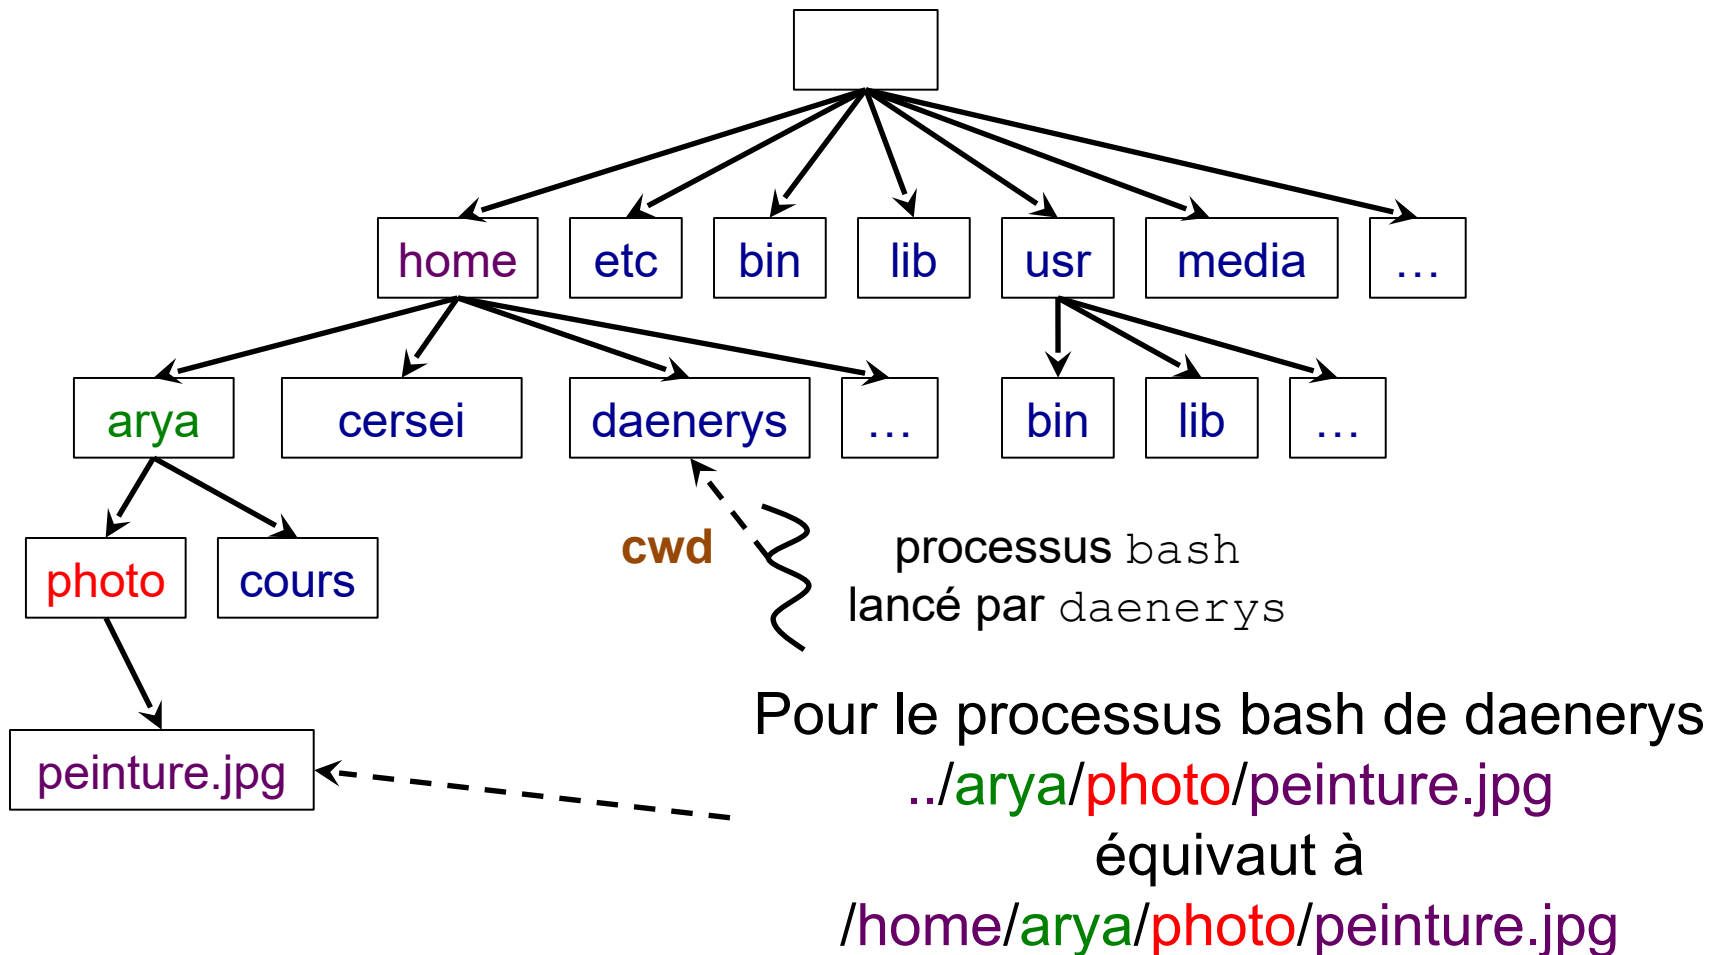 home
etc
bin
lib
usr
media
…
arya
cersei
daenerys
…
bin
lib
…
photo
cours
cwd
processus bash
lancé par daenerys
peinture.jpg
Pour le processus bash de daenerys
../arya/photo/peinture.jpg
équivaut à
/home/arya/photo/peinture.jpg